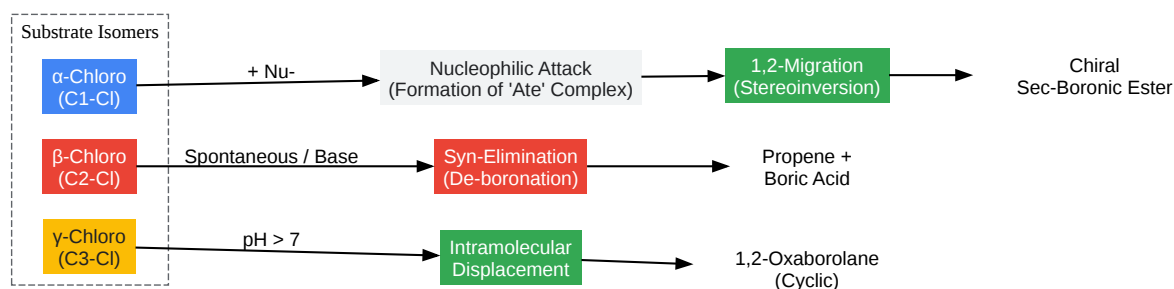 Substrate Isomers
α-Chloro
(C1-Cl)
+ Nu-
Nucleophilic Attack
(Formation of 'Ate' Complex)
1,2-Migration
(Stereoinversion)
Chiral
Sec-Boronic Ester
β-Chloro
(C2-Cl)
Spontaneous / Base
Syn-Elimination
(De-boronation)
Propene +
Boric Acid
γ-Chloro
(C3-Cl)
pH > 7
Intramolecular
Displacement
1,2-Oxaborolane
(Cyclic)